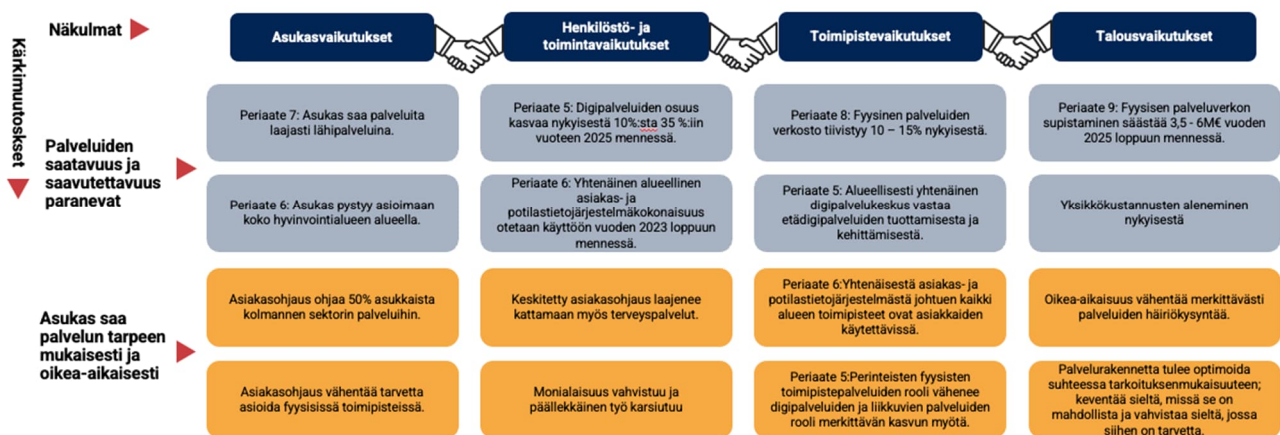 Näkulmat
Asukasvaikutukset
Henkilöstö- ja
toimintavaikutukset
Toimipistevaikutukset
Talousvaikutukset
Kärkimuutoskset
Palveluiden
saatavuus ja
saavutettavuus
paranevat
Periaate 7: Asukas saa palveluita
laajasti lähipalveluina.
Periaate 5: Digipalveluiden osuus
kasvaa nykyisestä 10%:sta 35 %:iin
vuoteen 2025 mennessä.
Periaate 8: Fyysinen palveluiden
verkosto tiivistyy 10 – 15% nykyisestä.
Periaate 9: Fyysisen palveluverkon
supistaminen säästää 3,5 - 6M€ vuoden
2025 loppuun mennessä.
Periaate 6: Asukas pystyy asioimaan
koko hyvinvointialueen alueella.
Periaate 6: Yhtenäinen alueellinen
asiakas- ja
potilastietojärjestelmäkokonaisuus
otetaan käyttöön vuoden 2023 loppuun
mennessä.
Periaate 5: Alueellisesti yhtenäinen
digipalvelukeskus vastaa
etädigipalveluiden tuottamisesta ja
kehittämisestä.
Yksikkökustannusten aleneminen
nykyisestä
Asukas saa
palvelun tarpeen
mukaisesti ja
oikea-aikaisesti
Asiakasohjaus ohjaa 50% asukkaista
kolmannen sektorin palveluihin.
Keskitetty asiakasohjaus laajenee
kattamaan myös terveyspalvelut.
Periaate 6:Yhtenäisestä asiakas- ja
potilastietojärjestelmästä johtuen kaikki
alueen toimipisteet ovat asiakkaiden
käytettävissä.
Oikea-aikaisuus vähentää merkittävästi
palveluiden häiriökysyntää.
Asiakasohjaus vähentää tarvetta
asioida fyysisissä toimipisteissä.
Monialaisuus vahvistuu ja
päällekkäinen työ karsiutuu
Periaate 5:Perinteisten fyysisten
toimipistepalveluiden rooli vähenee
digipalveluiden ja liikkuvien palveluiden
rooli merkittävän kasvun myötä.
Palvelurakennetta tulee optimoida
suhteessa tarkoituksenmukaisuuteen;
keventää sieltä, missä se on
mahdollista ja vahvistaa sieltä, jossa
siihen on tarvetta.